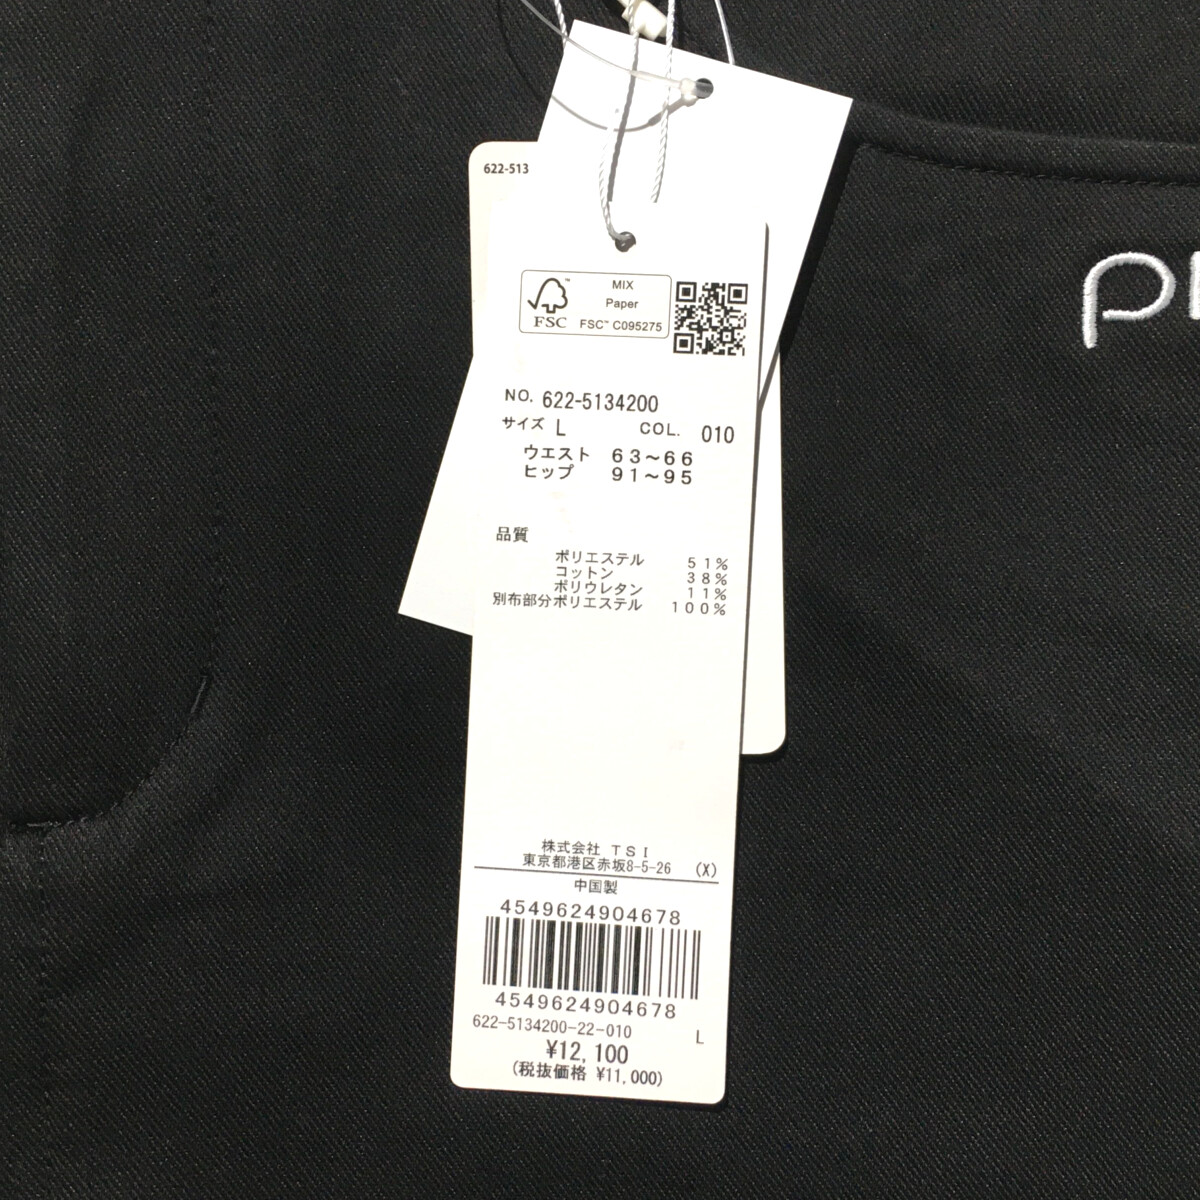 622-513
MIX
Paper
FSC™ C095275
FSC
NO. 622-5134200
サイズ L COL. 010
ウエスト 63~66
ヒップ 91~95
品質
ポリエステル 51%
コットン 38%
ポリウレタン 11%
別布部分ポリエステル 100%
株式会社 TSI
東京都港区赤坂8-5-26 (X)
中国製
4549624904678
4549624904678
622-5134200-22-010 L
¥12,100
(税抜価格 ¥11,000)